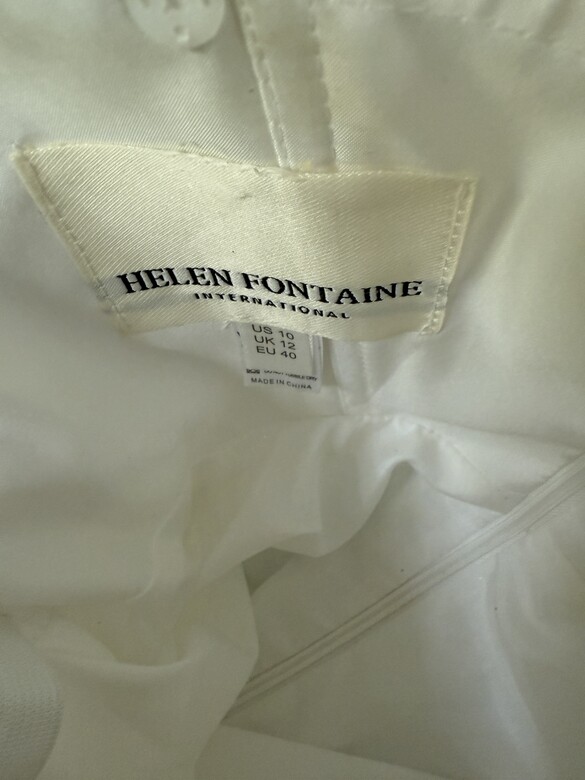 HELEN FONTAINE
INTERNATIONAL
US 10
UK 12
EU 40
MADE IN CHINA